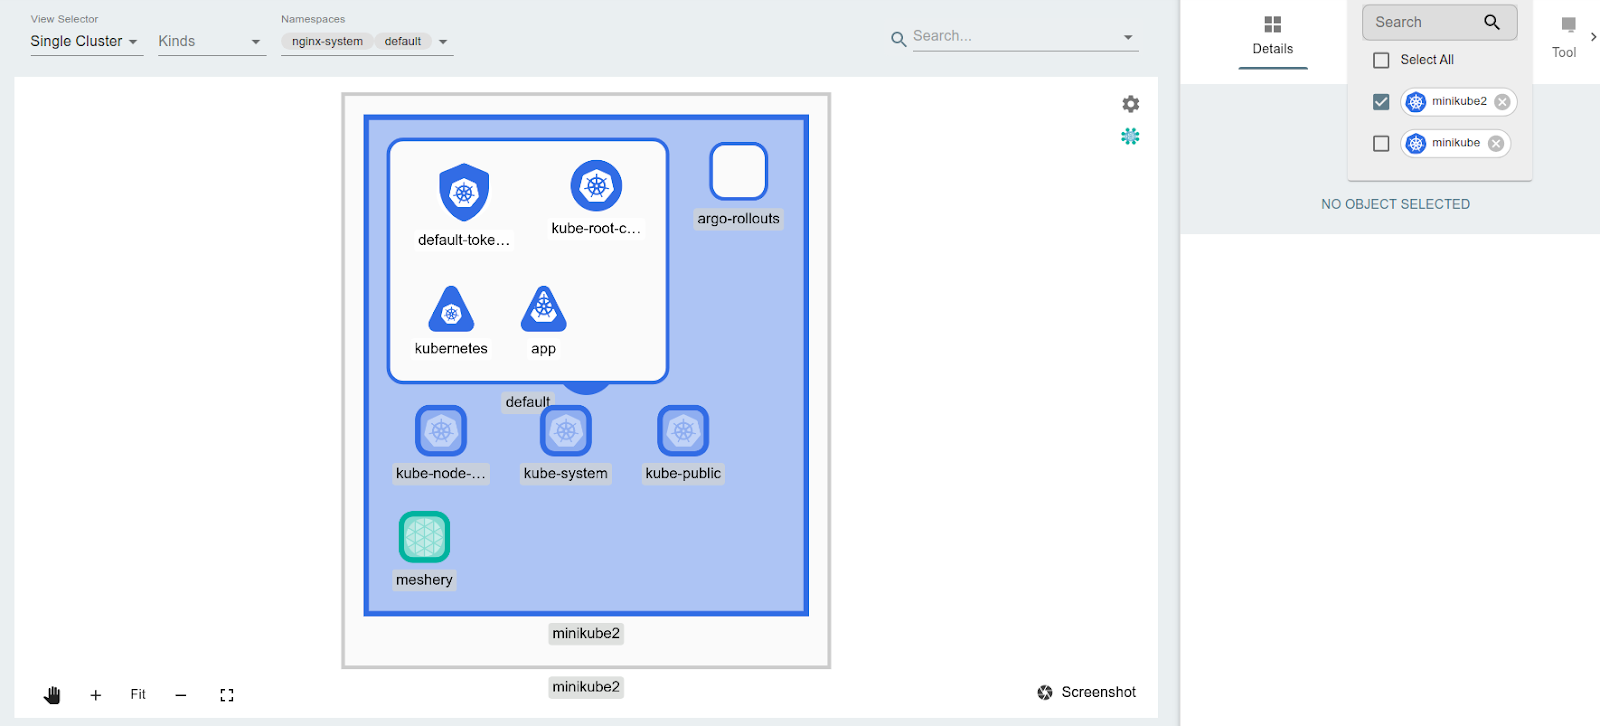 View Selector
Single Cluster
Kinds
Namespaces
nginx-system
default
Search...
Details
Search
Select All
minikube2
minikube
Tool
NO OBJECT SELECTED
default-toke...
kube-root-c...
argo-rollouts
kubernetes
app
default
kube-node-...
kube-system
kube-public
meshery
minikube2
minikube2
Fit
Screenshot